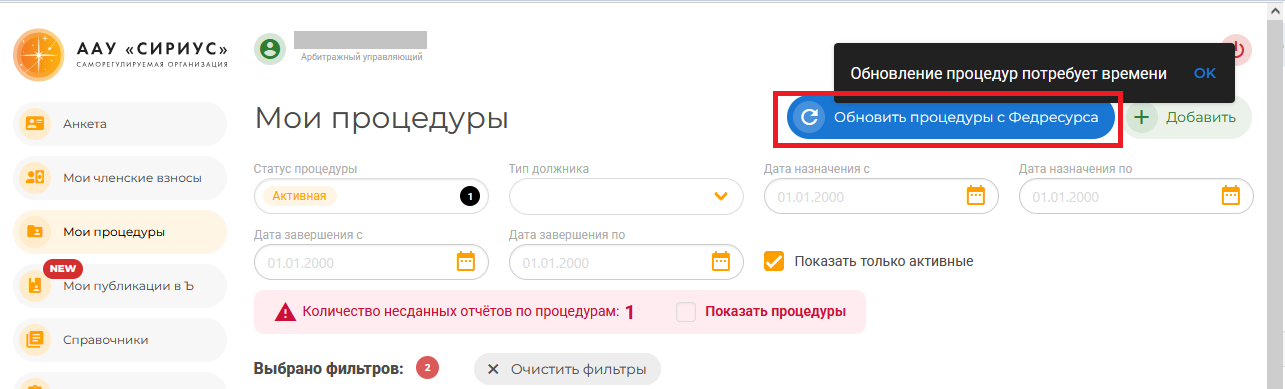 ААУ «СИРИУС»
САМОРЕГУЛИРУЕМАЯ ОРГАНИЗАЦИЯ
Арбитражный управляющий
Обновление процедур потребует времени OK
Мои процедуры
Обновить процедуры с Федресурса
Добавить
Анкета
Мои членские взносы
Мои процедуры
NEW
Мои публикации в Ъ
Справочники
Статус процедуры
Активная 1
Тип должника
Дата назначения с
01.01.2000
Дата назначения по
01.01.2000
Дата завершения с
01.01.2000
Дата завершения по
01.01.2000
Показать только активные
Количество несданных отчётов по процедурам: 1
Показать процедуры
Выбрано фильтров: 2
Очистить фильтры